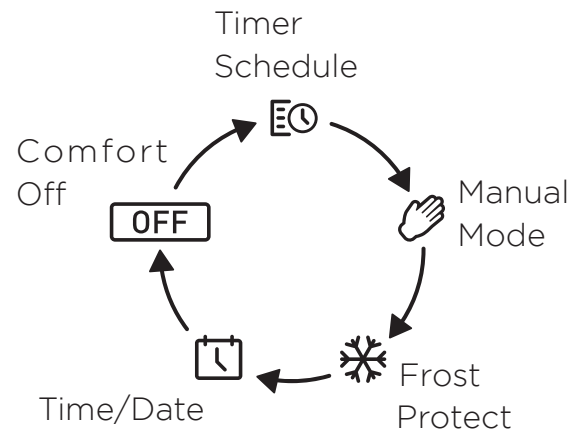 Timer
Schedule
Comfort
Off
OFF
Manual
Mode
Frost
Protect
Time/Date